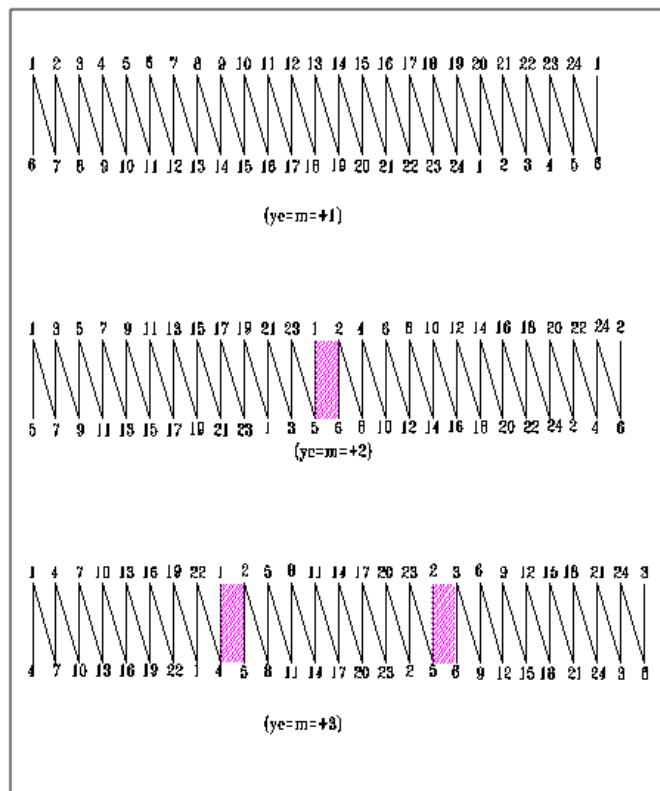 1 2 3 4 5 6 7 8 9 10 11 12 13 14 15 16 17 18 19 20 21 22 23 24 1
6 7 8 9 10 11 12 13 14 15 16 17 18 19 20 21 22 23 24 1 2 3 4 5 6
(yc=m=+1)
1 3 5 7 9 11 13 15 17 19 21 23 1 2 4 6 8 10 12 14 16 18 20 22 24 2
5 7 9 11 13 15 17 19 21 23 1 3 5 6 8 10 12 14 16 18 20 22 24 2 4 6
(yc=m=+2)
1 4 7 10 13 16 19 22 1 2 5 8 11 14 17 20 23 2 3 6 9 12 15 18 21 24 3
4 7 10 13 16 19 22 1 4 5 8 11 14 17 20 23 2 5 6 9 12 15 18 21 24 3 6
(yc=m=+3)